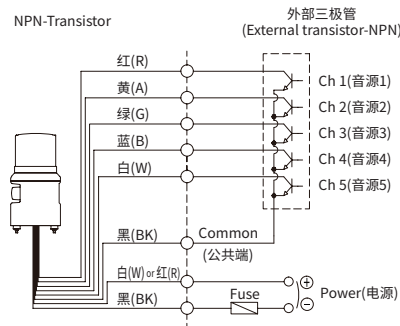 NPN-Transistor
外部三极管
(External transistor-NPN)
红(R)
Ch 1(音源1)
黄(A)
Ch 2(音源2)
绿(G)
Ch 3(音源3)
蓝(B)
Ch 4(音源4)
白(W)
Ch 5(音源5)
黑(BK)
Common
(公共端)
白(W) or 红(R)
Fuse
Power(电源)
黑(BK)